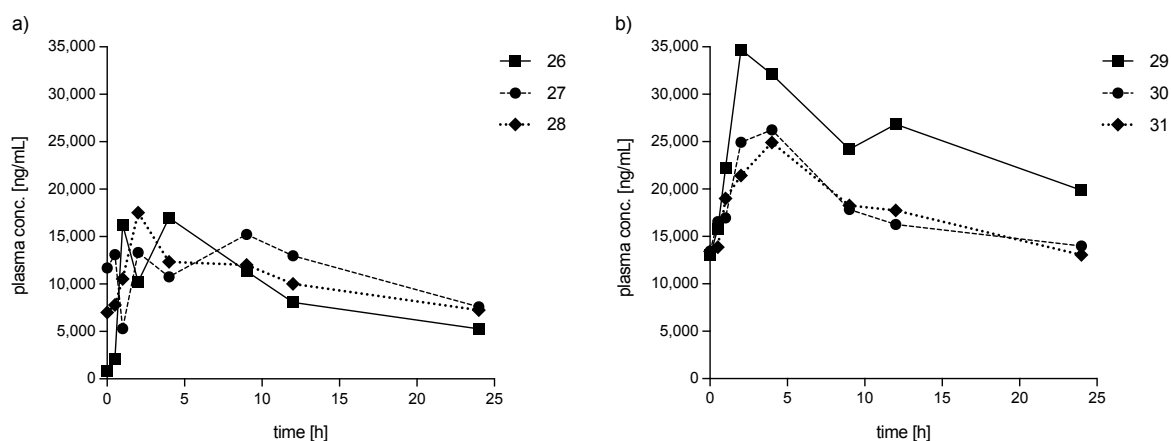 a)
35,000
30,000
25,000
20,000
15,000
10,000
5,000
0
plasma conc. [ng/mL]
0 5 10 15 20 25
time [h]
26
27
28
b)
35,000
30,000
25,000
20,000
15,000
10,000
5,000
0
plasma conc. [ng/mL]
0 5 10 15 20 25
time [h]
29
30
31